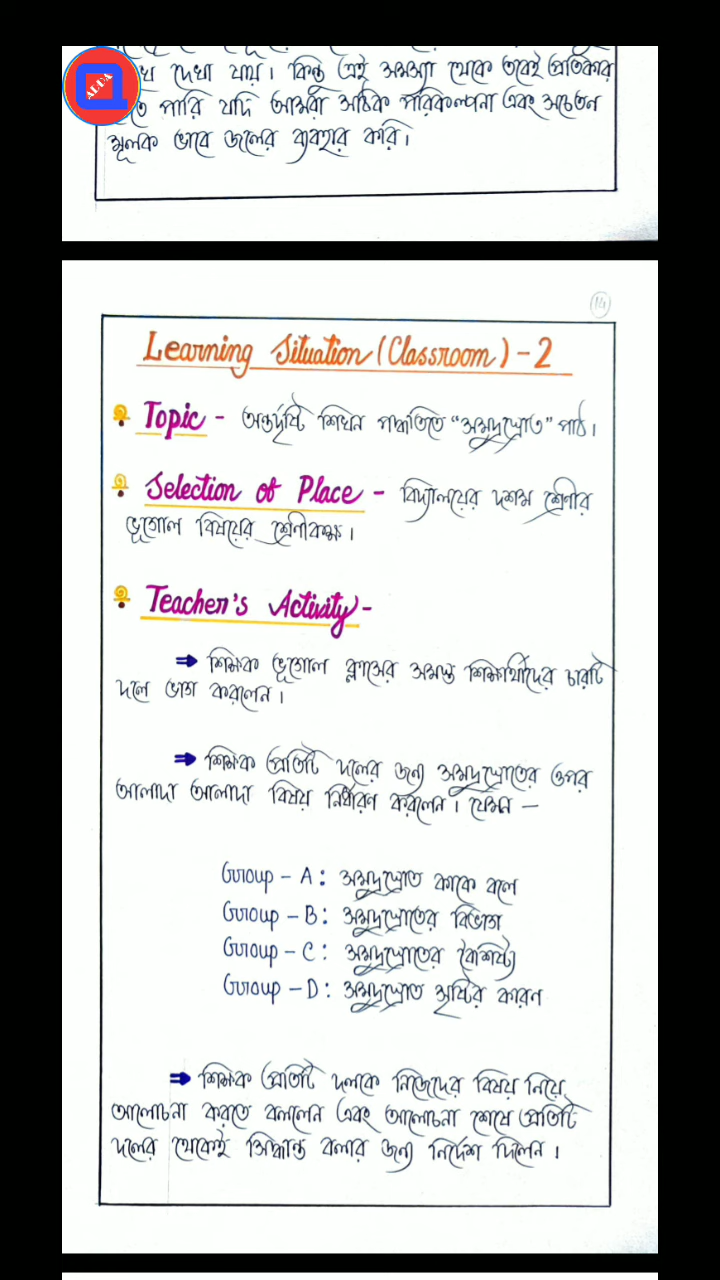 দেখা যায়। কিন্তু এই সমস্যা থেকে তবেই প্রতিকার
ADDA
পারি যদি আমরা সঠিক পরিকল্পনা এবং সচেতন
মূলক ভাবে জলের ব্যবহার করি।
14
Learning Situation (Classroom) - 2
Topic - অন্তর্দৃষ্টি শিখন পদ্ধতিতে "সমুদ্রস্রোত" পাঠ।
Selection of Place - বিদ্যালয়ের দশম শ্রেণীর
ভূগোল বিষয়ের শ্রেণীকক্ষ।
Teacher's Activity -
⇒ শিক্ষক ভূগোল ক্লাসের সমস্ত শিক্ষার্থীদের চারটি
দলে ভাগ করলেন।
⇒ শিক্ষক প্রতিটি দলের জন্য সমুদ্রস্রোতের ওপর
আলাদা আলাদা বিষয় নির্ধারণ করলেন। যেমন —
Group - A : সমুদ্রস্রোত কাকে বলে
Group - B : সমুদ্রস্রোতের বিভাগ
Group - C : সমুদ্রস্রোতের বৈশিষ্ট্য
Group - D : সমুদ্রস্রোত সৃষ্টির কারন
⇒ শিক্ষক প্রতিটি দলকে নিজেদের বিষয় নিয়ে
আলোচনা করতে বললেন এবং আলোচনা শেষে প্রতিটি
দলের থেকেই সিদ্ধান্ত বলার জন্য নির্দেশ দিলেন।